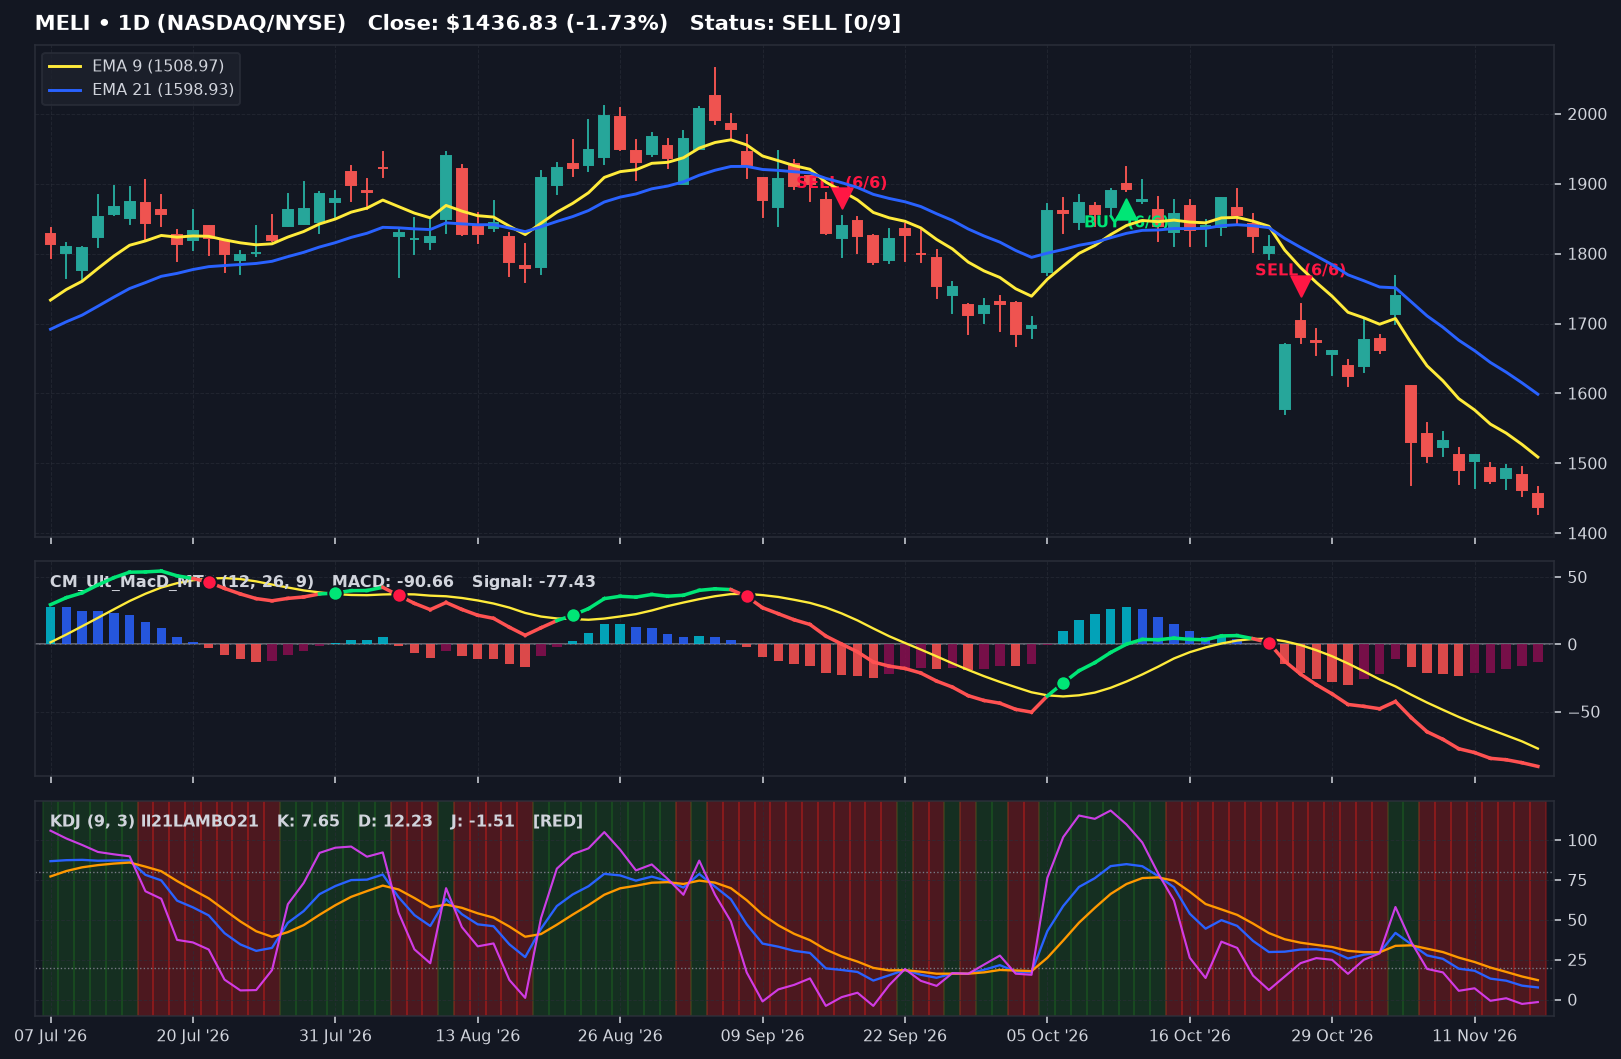 MELI • 1D (NASDAQ/NYSE)   Close: $1436.83 (-1.73%)   Status: SELL [0/9]
EMA 9 (1508.97)
EMA 21 (1598.93)
2000
1900
1800
1700
1600
1500
1400
SELL (6/6)
BUY (6/6)
SELL (6/6)
CM_Ult_MacD_MTF (12, 26, 9)   MACD: -90.66   Signal: -77.43
50
0
−50
KDJ (9, 3) II21LAMBO21   K: 7.65   D: 12.23   J: -1.51   [RED]
100
75
50
25
0
07 Jul '26
20 Jul '26
31 Jul '26
13 Aug '26
26 Aug '26
09 Sep '26
22 Sep '26
05 Oct '26
16 Oct '26
29 Oct '26
11 Nov '26